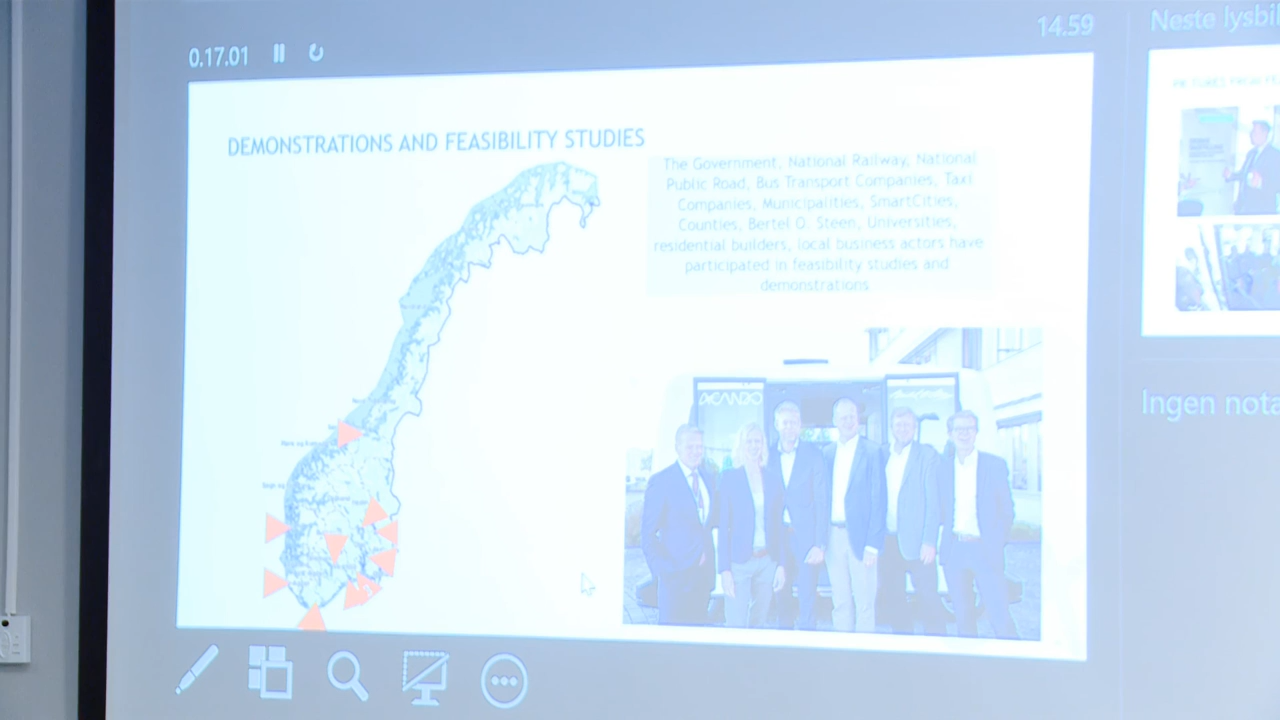 0.17.01
14.59
Neste lysbil
DEMONSTRATIONS AND FEASIBILITY STUDIES
The Government, National Railway, National
Public Road, Bus Transport Companies, Taxi
Companies, Municipalities, SmartCities,
Counties, Bertel O. Steen, Universities,
residential builders, local business actors have
participated in feasibility studies and
demonstrations
ACANDO
Ingen nota